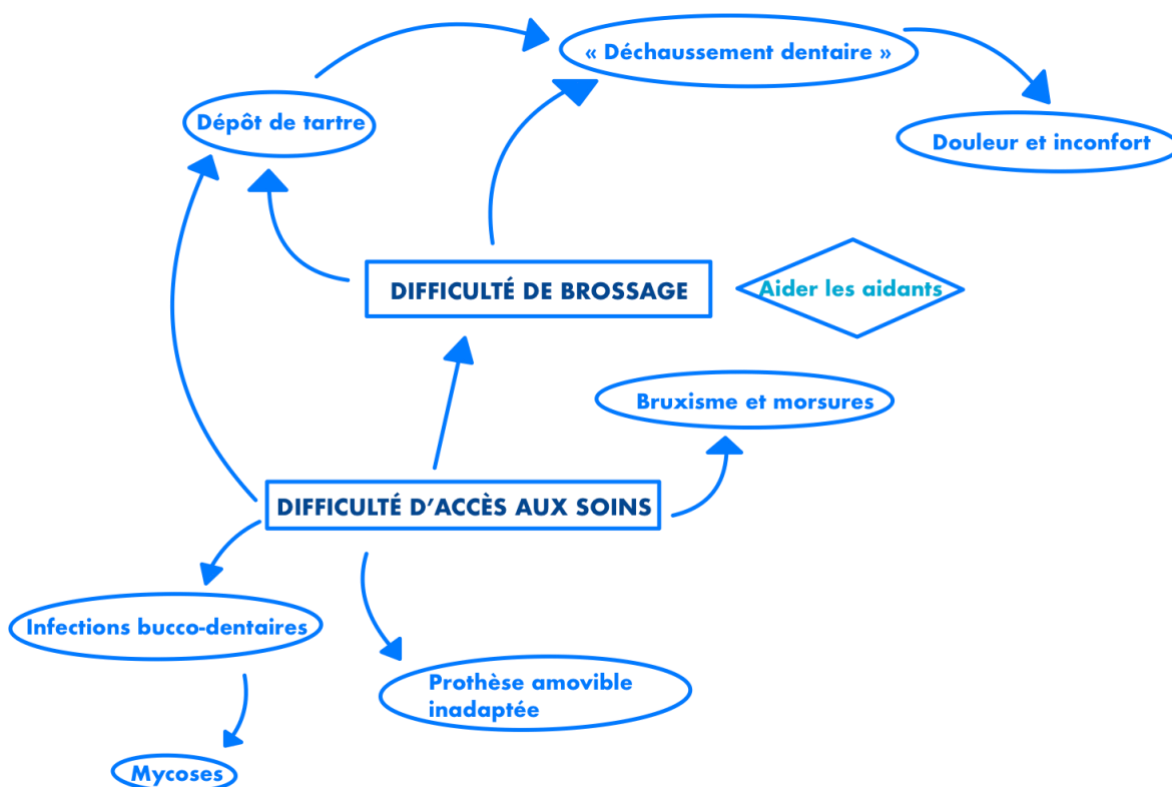 « Déchaussement dentaire »
Dépôt de tartre
Douleur et inconfort
DIFFICULTÉ DE BROSSAGE
Aider les aidants
Bruxisme et morsures
DIFFICULTÉ D’ACCÈS AUX SOINS
Infections bucco-dentaires
Prothèse amovible
inadaptée
Mycoses